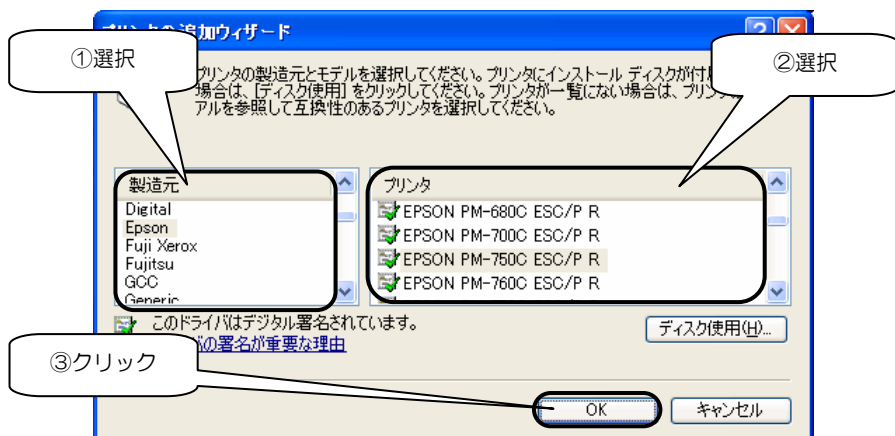 プリンタの追加ウィザード
①選択
②選択
プリンタの製造元とモデルを選択してください。プリンタにインストール ディスクが付
場合は、[ディスク使用] をクリックしてください。プリンタが一覧にない場合は、プリン
アルを参照して互換性のあるプリンタを選択してください。
製造元
Digital
Epson
Fuji Xerox
Fujitsu
GCC
Generic
プリンタ
EPSON PM-680C ESC/P R
EPSON PM-700C ESC/P R
EPSON PM-750C ESC/P R
EPSON PM-760C ESC/P R
このドライバはデジタル署名されています。
の署名が重要な理由
ディスク使用(H)...
③クリック
OK
キャンセル